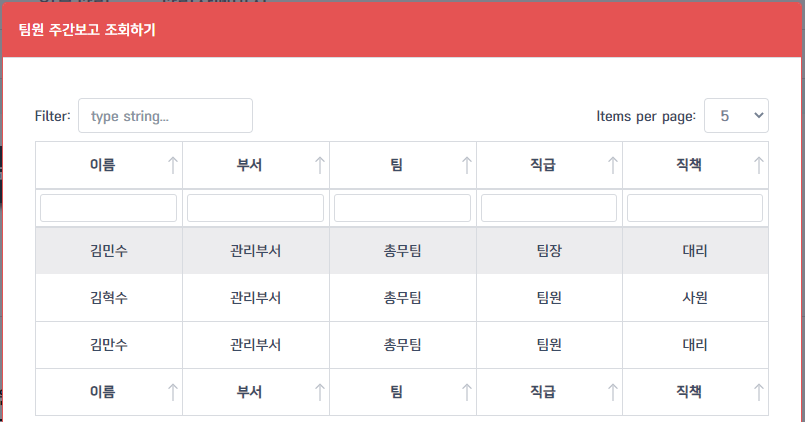 팀원 주간보고 조회하기
Filter: type string... Items per page: 5
이름 부서 팀 직급 직책
김민수 관리부서 총무팀 팀장 대리
김혁수 관리부서 총무팀 팀원 사원
김만수 관리부서 총무팀 팀원 대리
이름 부서 팀 직급 직책